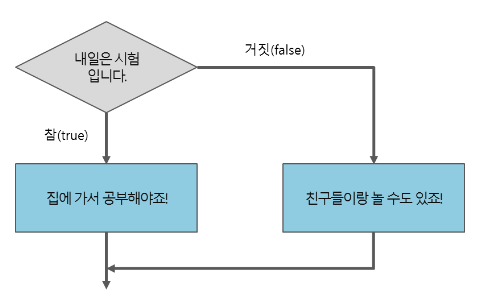 내일은 시험
입니다.
거짓(false)
참(true)
집에 가서 공부해야죠!
친구들이랑 놀 수도 있죠!